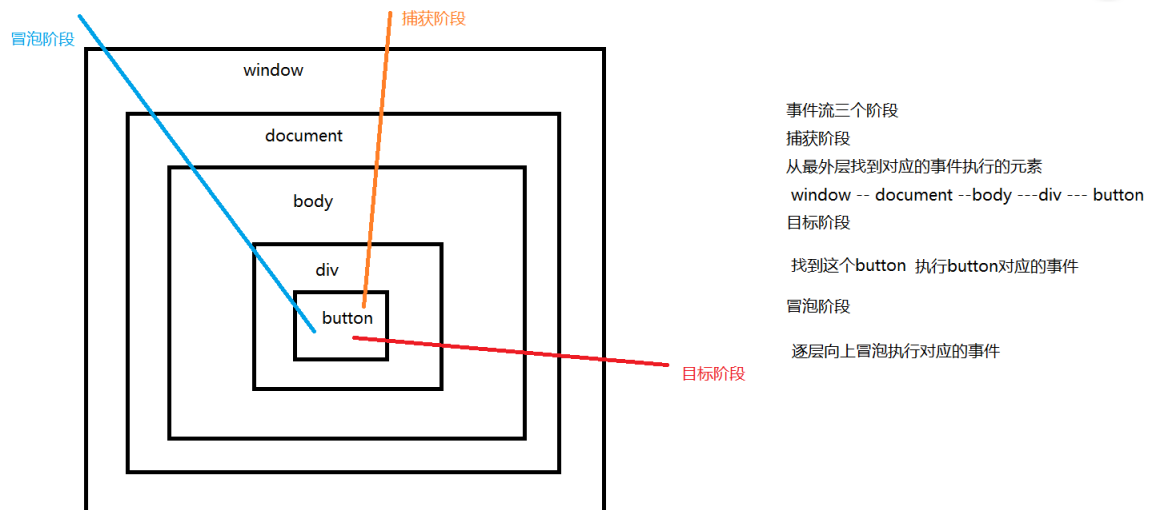 冒泡阶段
捕获阶段
window
document
body
div
button
目标阶段
事件流三个阶段
捕获阶段
从最外层找到对应的事件执行的元素
window -- document --body ---div --- button
目标阶段
找到这个button 执行button对应的事件
冒泡阶段
逐层向上冒泡执行对应的事件